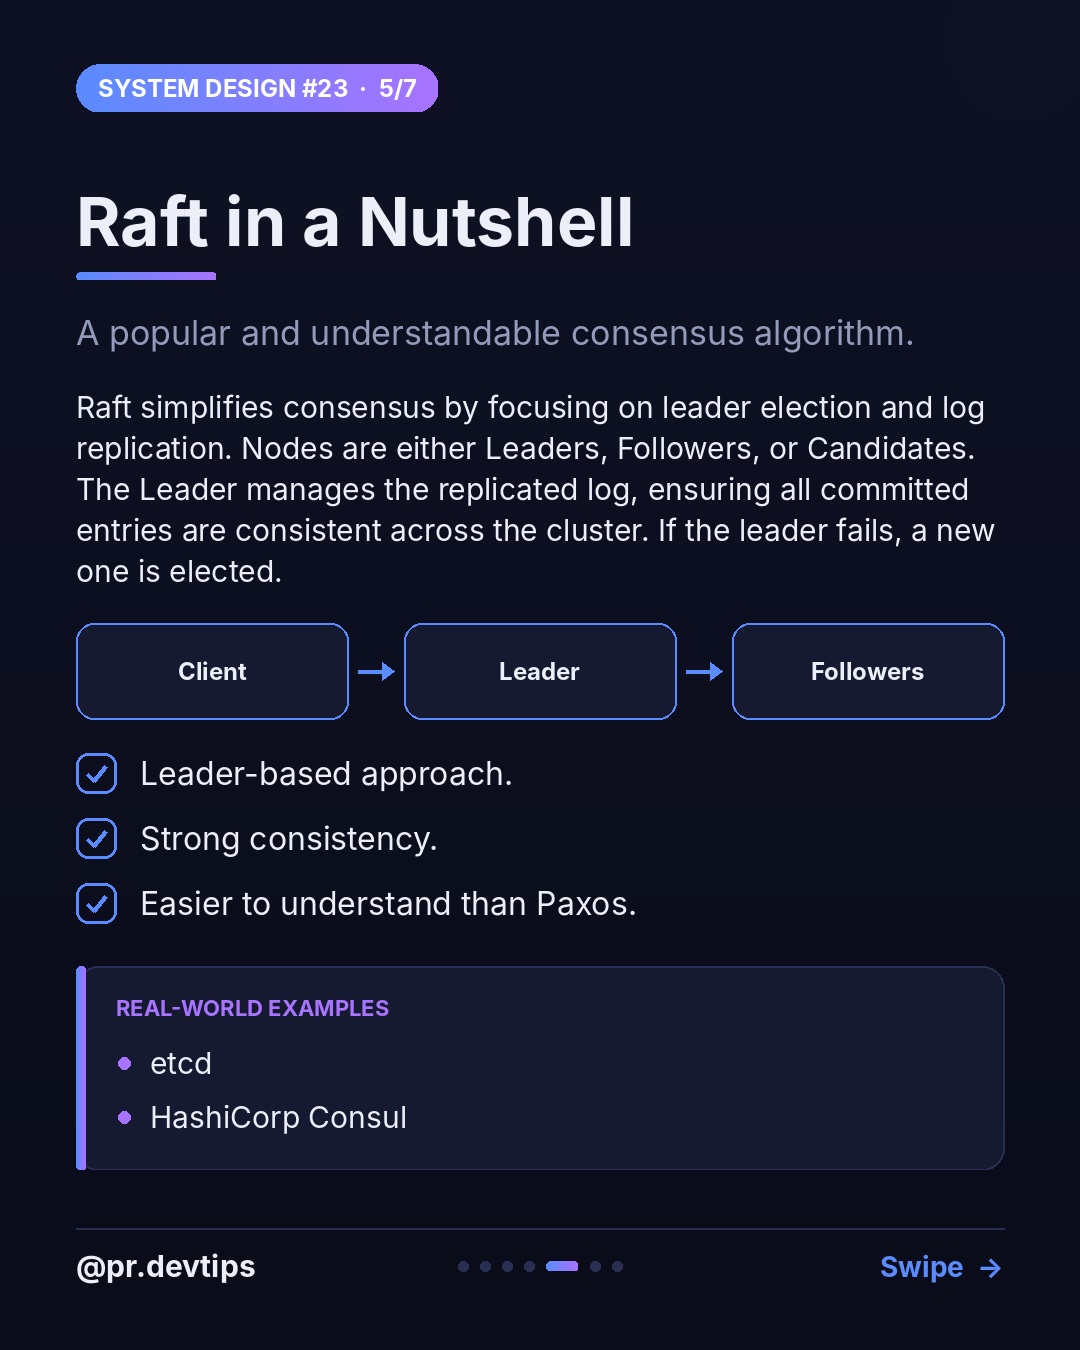 SYSTEM DESIGN #23 · 5/7
Raft in a Nutshell
A popular and understandable consensus algorithm.
Raft simplifies consensus by focusing on leader election and log
replication. Nodes are either Leaders, Followers, or Candidates.
The Leader manages the replicated log, ensuring all committed
entries are consistent across the cluster. If the leader fails, a new
one is elected.
Client
Leader
Followers
Leader-based approach.
Strong consistency.
Easier to understand than Paxos.
REAL-WORLD EXAMPLES
etcd
HashiCorp Consul
@pr.devtips
Swipe →